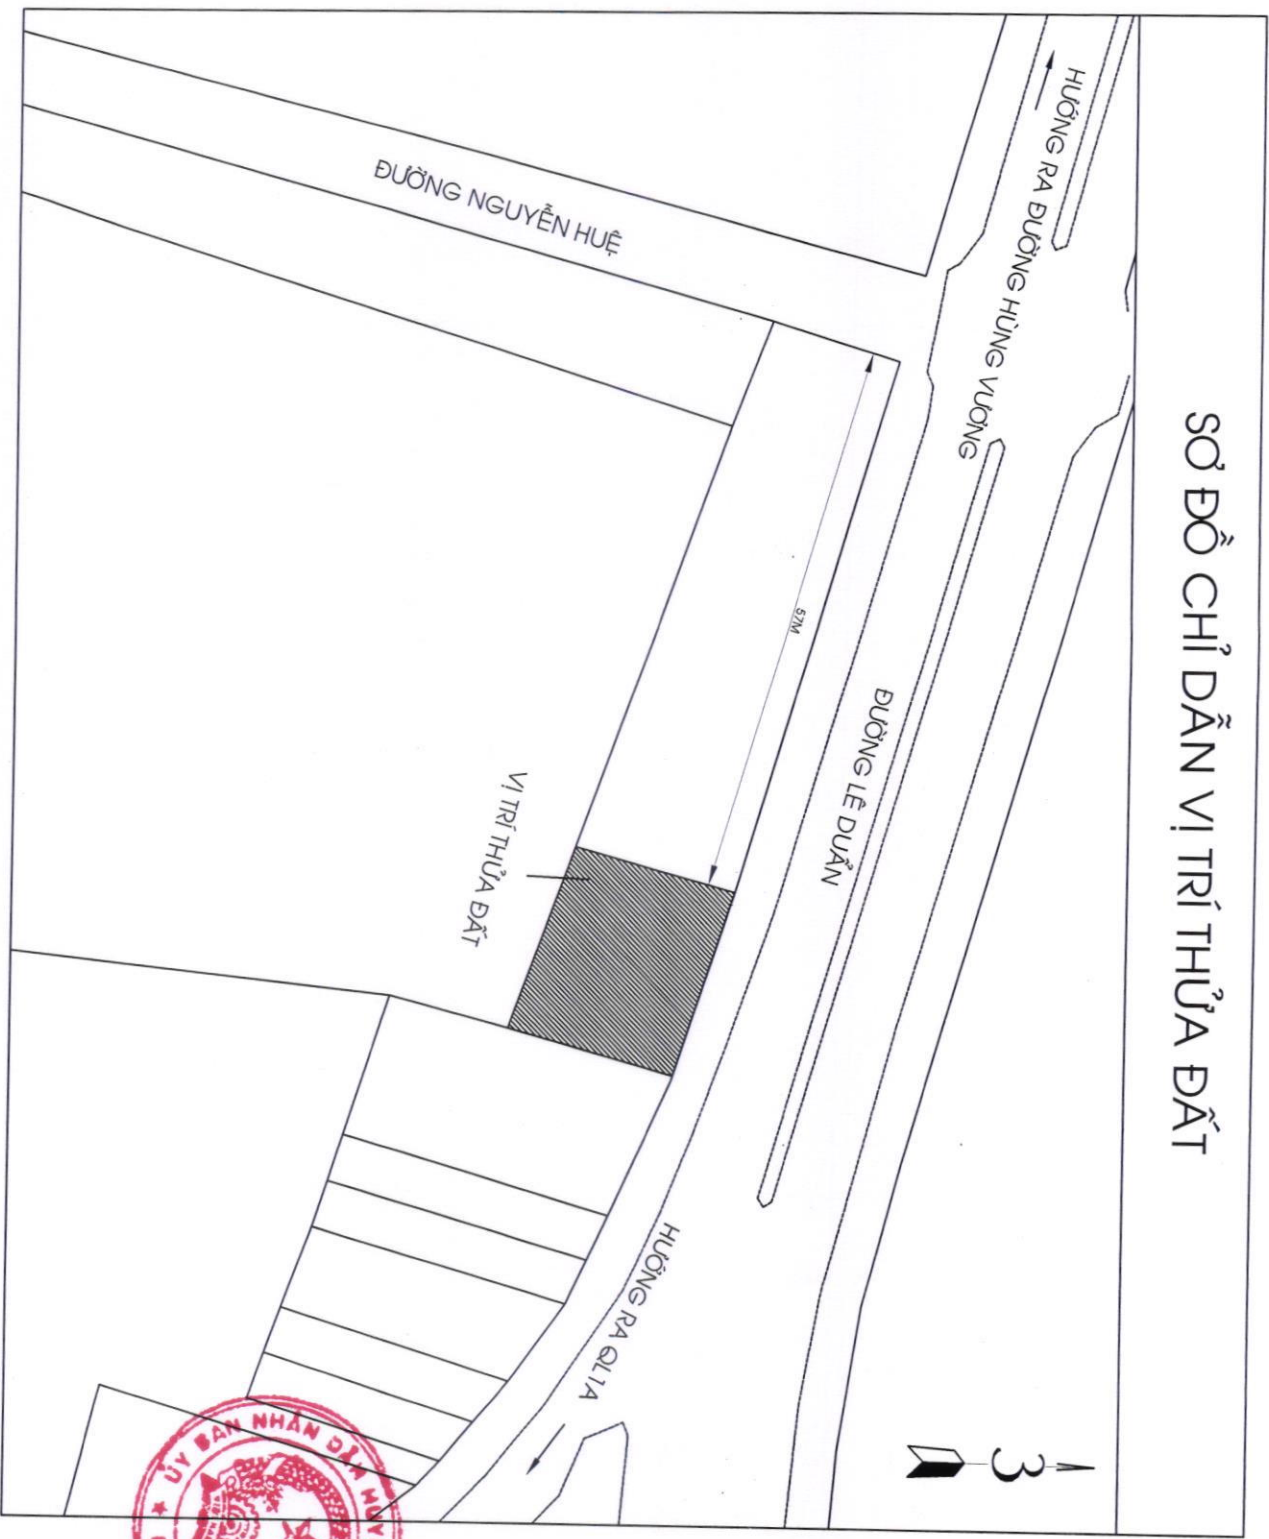 SƠ ĐỒ CHỈ DẪN VỊ TRÍ THỬA ĐẤT
HƯỚNG RA ĐƯỜNG HÙNG VƯƠNG
ĐƯỜNG NGUYỄN HUỆ
57M
ĐƯỜNG LÊ DUẨN
VỊ TRÍ THỬA ĐẤT
HƯỚNG RA QL1A
ỦY BAN NHÂN DÂN